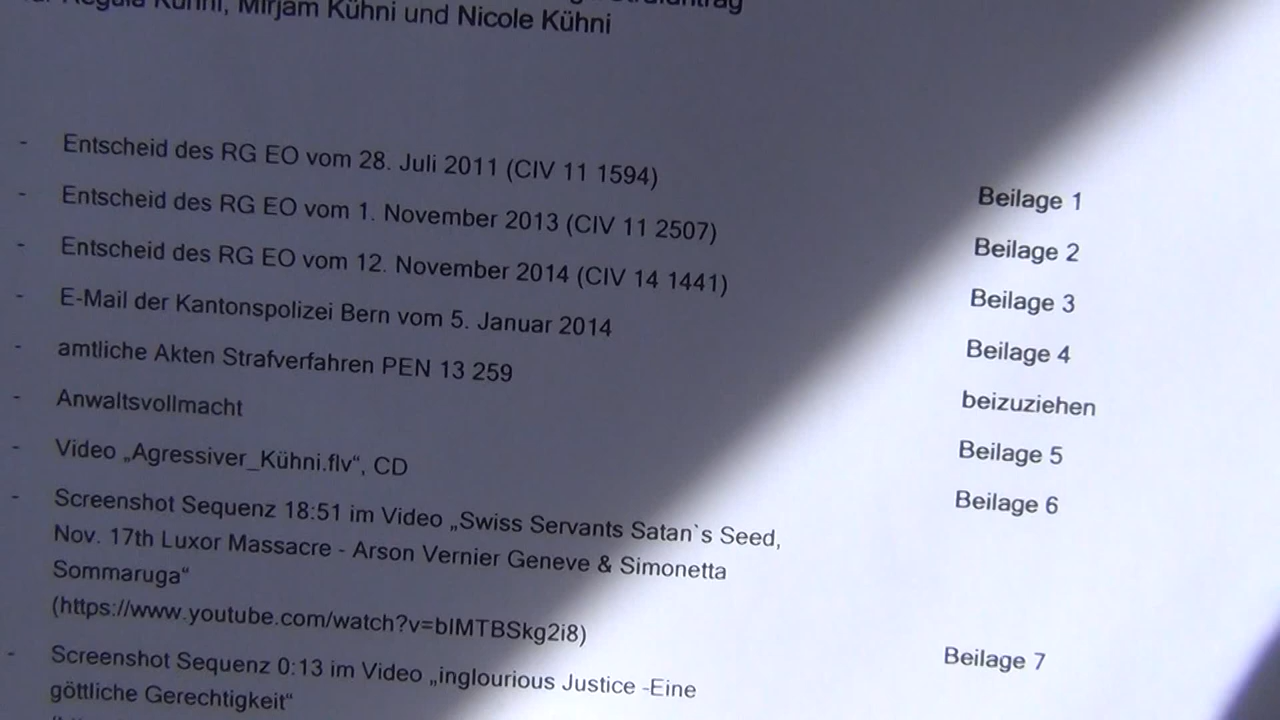 Kühni, Mirjam Kühni und Nicole Kühni
- Entscheid des RG EO vom 28. Juli 2011 (CIV 11 1594) Beilage 1
- Entscheid des RG EO vom 1. November 2013 (CIV 11 2507) Beilage 2
- Entscheid des RG EO vom 12. November 2014 (CIV 14 1441) Beilage 3
- E-Mail der Kantonspolizei Bern vom 5. Januar 2014 Beilage 4
- amtliche Akten Strafverfahren PEN 13 259 beizuziehen
- Anwaltsvollmacht Beilage 5
- Video „Agressiver_Kühni.flv“, CD Beilage 6
- Screenshot Sequenz 18:51 im Video „Swiss Servants Satan`s Seed,
Nov. 17th Luxor Massacre - Arson Vernier Geneve & Simonetta
Sommaruga“
(https://www.youtube.com/watch?v=bIMTBSkg2i8) Beilage 7
- Screenshot Sequenz 0:13 im Video „inglourious Justice -Eine
göttliche Gerechtigkeit“